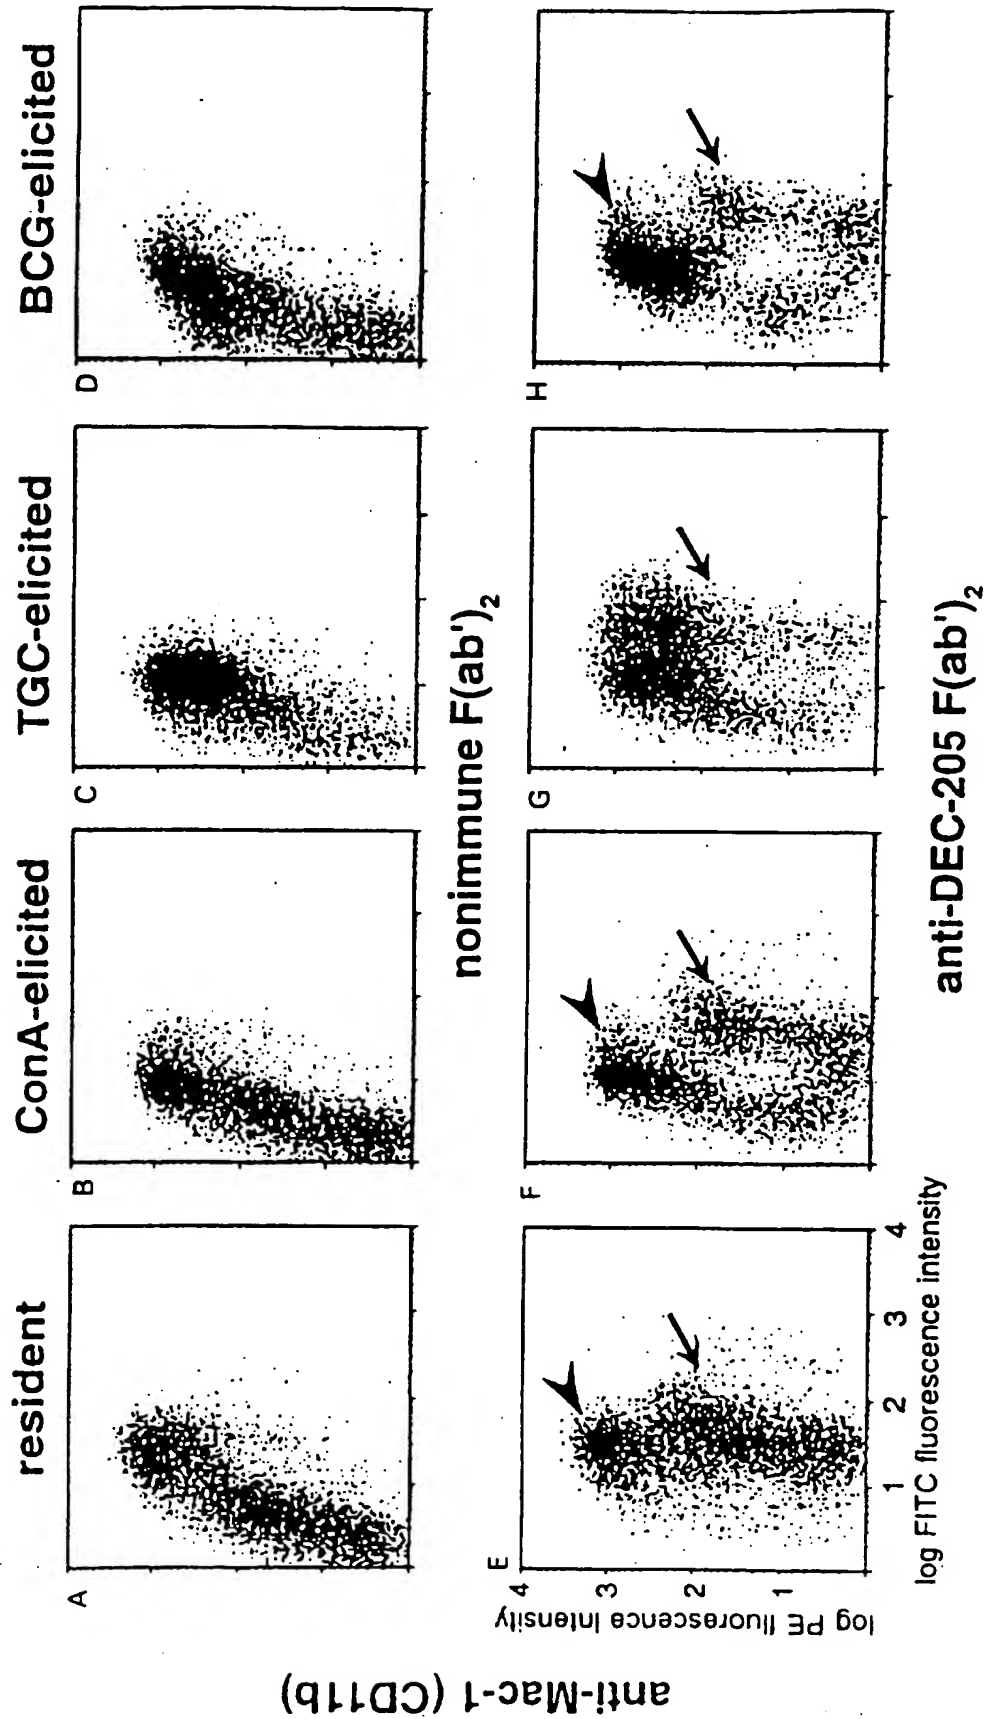 resident
ConA-elicited
TGC-elicited
BCG-elicited
A
B
C
D
nonimmune F(ab')2
E
F
G
H
4
3
2
1
1
2
3
4
log PE fluorescence Intensity
log FITC fluorescence intensity
anti-Mac-1 (CD11b)
anti-DEC-205 F(ab')2